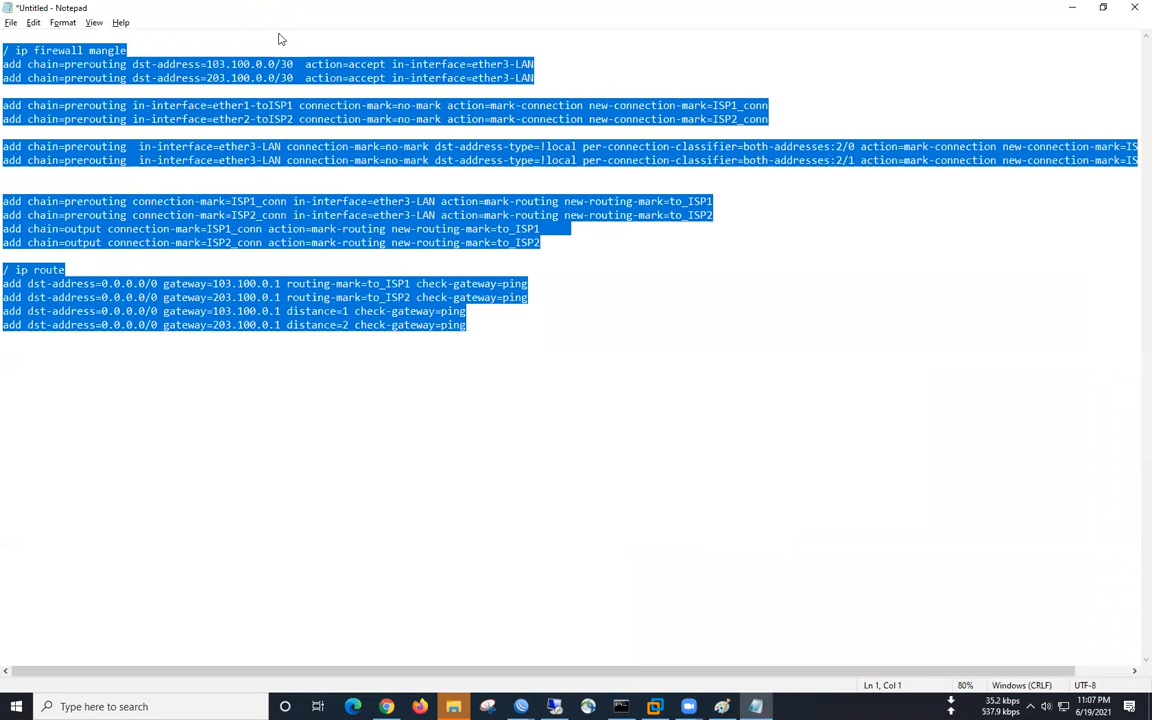 *Untitled - Notepad
File Edit Format View Help
/ ip firewall mangle
add chain=prerouting dst-address=103.100.0.0/30  action=accept in-interface=ether3-LAN
add chain=prerouting dst-address=203.100.0.0/30  action=accept in-interface=ether3-LAN
add chain=prerouting in-interface=ether1-toISP1 connection-mark=no-mark action=mark-connection new-connection-mark=ISP1_conn
add chain=prerouting in-interface=ether2-toISP2 connection-mark=no-mark action=mark-connection new-connection-mark=ISP2_conn
add chain=prerouting  in-interface=ether3-LAN connection-mark=no-mark dst-address-type=!local per-connection-classifier=both-addresses:2/0 action=mark-connection new-connection-mark=IS
add chain=prerouting  in-interface=ether3-LAN connection-mark=no-mark dst-address-type=!local per-connection-classifier=both-addresses:2/1 action=mark-connection new-connection-mark=IS
add chain=prerouting connection-mark=ISP1_conn in-interface=ether3-LAN action=mark-routing new-routing-mark=to_ISP1
add chain=prerouting connection-mark=ISP2_conn in-interface=ether3-LAN action=mark-routing new-routing-mark=to_ISP2
add chain=output connection-mark=ISP1_conn action=mark-routing new-routing-mark=to_ISP1
add chain=output connection-mark=ISP2_conn action=mark-routing new-routing-mark=to_ISP2
/ ip route
add dst-address=0.0.0.0/0 gateway=103.100.0.1 routing-mark=to_ISP1 check-gateway=ping
add dst-address=0.0.0.0/0 gateway=203.100.0.1 routing-mark=to_ISP2 check-gateway=ping
add dst-address=0.0.0.0/0 gateway=103.100.0.1 distance=1 check-gateway=ping
add dst-address=0.0.0.0/0 gateway=203.100.0.1 distance=2 check-gateway=ping
Ln 1, Col 1 80% Windows (CRLF) UTF-8
Type here to search
35.2 kbps
537.9 kbps
11:07 PM
6/19/2021